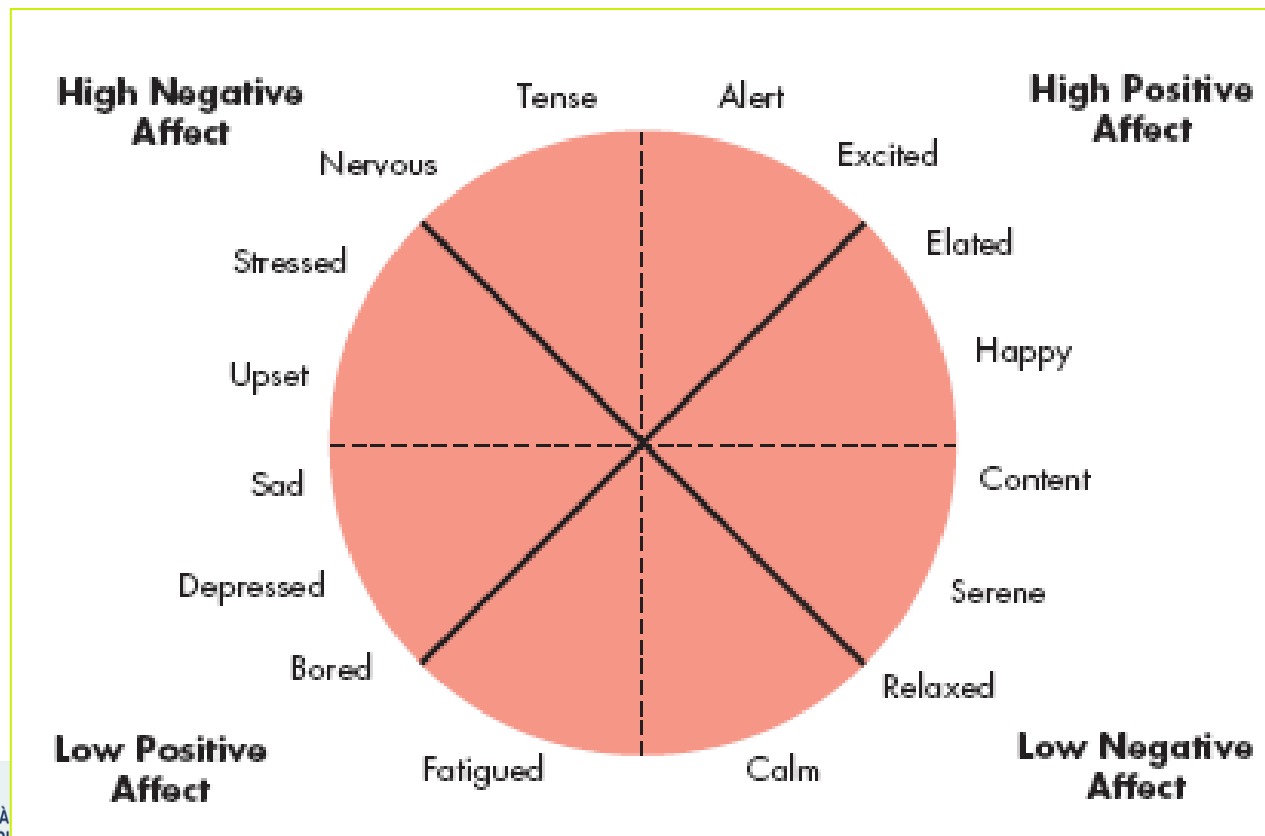 High Negative
Affect
Tense
Alert
High Positive
Affect
Nervous
Excited
Stressed
Elated
Upset
Happy
Sad
Content
Depressed
Serene
Bored
Relaxed
Low Positive
Affect
Fatigued
Calm
Low Negative
Affect